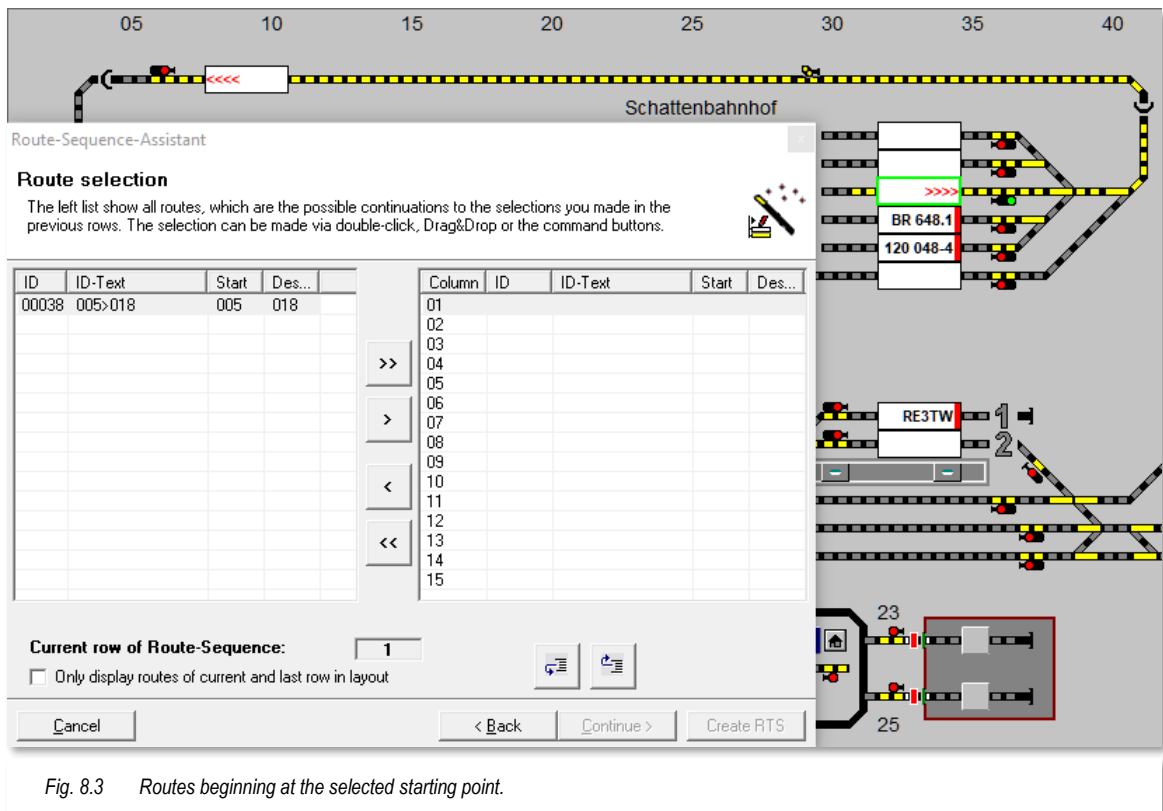 05 10 15 20 25 30 35 40
<<<<
Schattenbahnhof
Route-Sequence-Assistant
x
Route selection
The left list show all routes, which are the possible continuations to the selections you made in the
previous rows. The selection can be made via double-click, Drag&Drop or the command buttons.
>>>>
BR 648.1
120 048-4
ID ID-Text Start Des...
00038 005>018 005 018
>>
>
<
<<
Column ID ID-Text Start Des...
01
02
03
04
05
06
07
08
09
10
11
12
13
14
15
RE3TW 1
2
Current row of Route-Sequence: 1
Only display routes of current and last row in layout
Cancel
< Back
Continue >
Create RTS
23
25
Fig. 8.3 Routes beginning at the selected starting point.